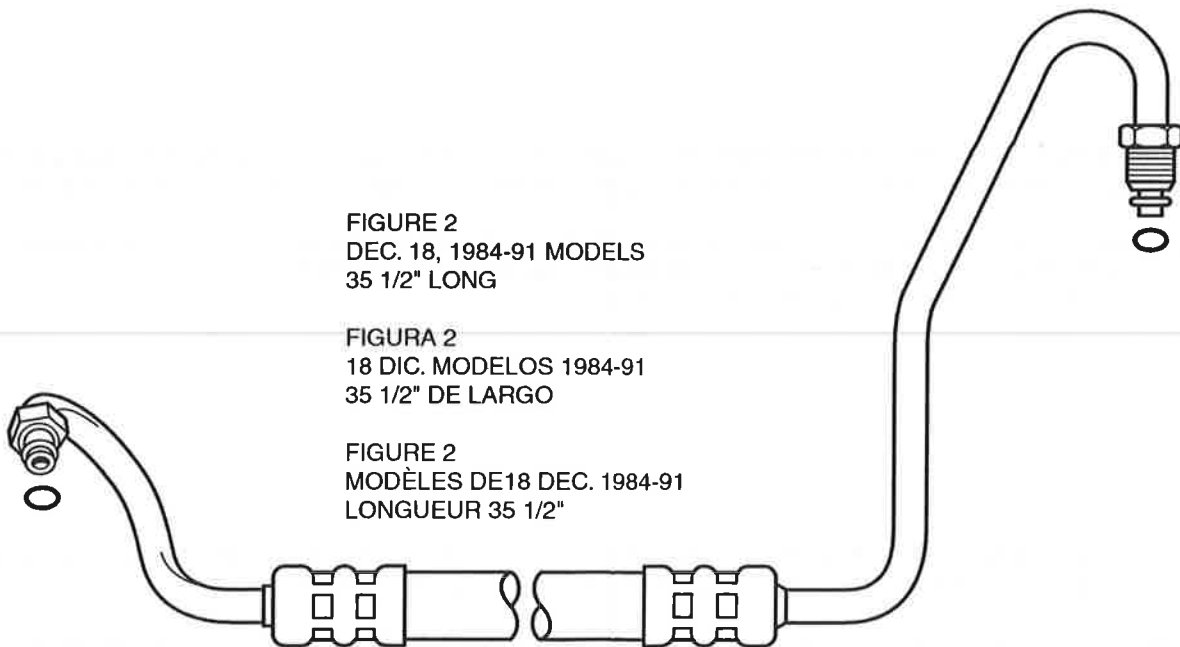 FIGURE 2
DEC. 18, 1984-91 MODELS
35 1/2" LONG
FIGURA 2
18 DIC. MODELOS 1984-91
35 1/2" DE LARGO
FIGURE 2
MODÈLES DE18 DEC. 1984-91
LONGUEUR 35 1/2"